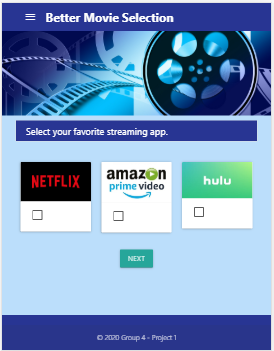 Better Movie Selection
Select your favorite streaming app.
NETFLIX
amazon
prime video
hulu
NEXT
© 2020 Group 4 - Project 1